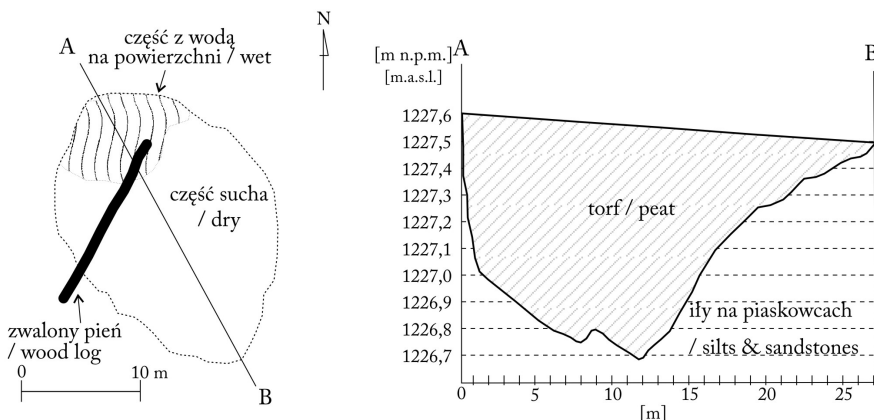 A
część z wodą
na powierzchni / wet
N
część sucha
/ dry
zwalony pień
/ wood log
0 10 m
B
[m n.p.m.]
[m.a.s.l.]
A
B
1227,6
1227,5
1227,4
1227,3
1227,2
1227,1
1227,0
1226,9
1226,8
1226,7
torf / peat
iły na piaskowcach
/ silts & sandstones
0 5 10 15 20 25
[m]